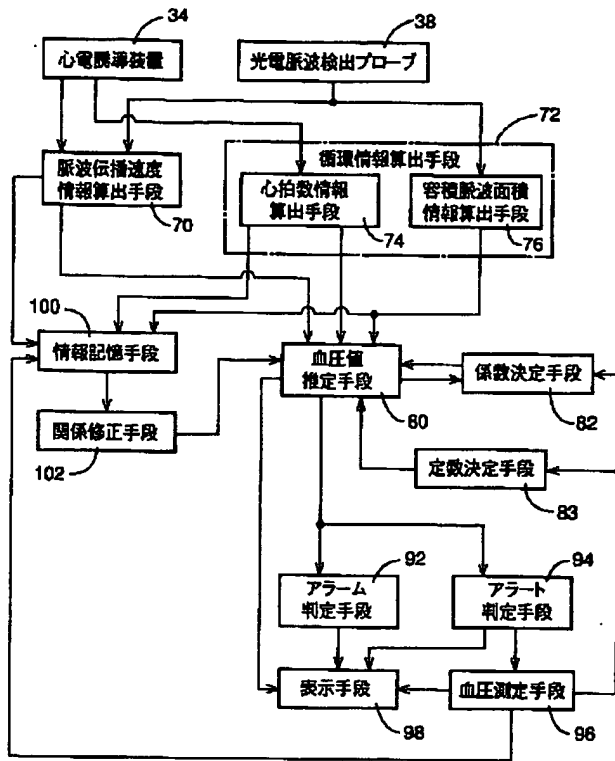 34
38
心電誘導装置
光電脈波検出プローブ
72
循環情報算出手段
脈波伝播速度
情報算出手段
心拍数情報
算出手段
容積脈波面積
情報算出手段
70
74
76
100
情報記憶手段
血圧値
推定手段
係数決定手段
80
82
関係修正手段
102
定数決定手段
83
92
94
アラーム
判定手段
アラート
判定手段
表示手段
血圧測定手段
98
96